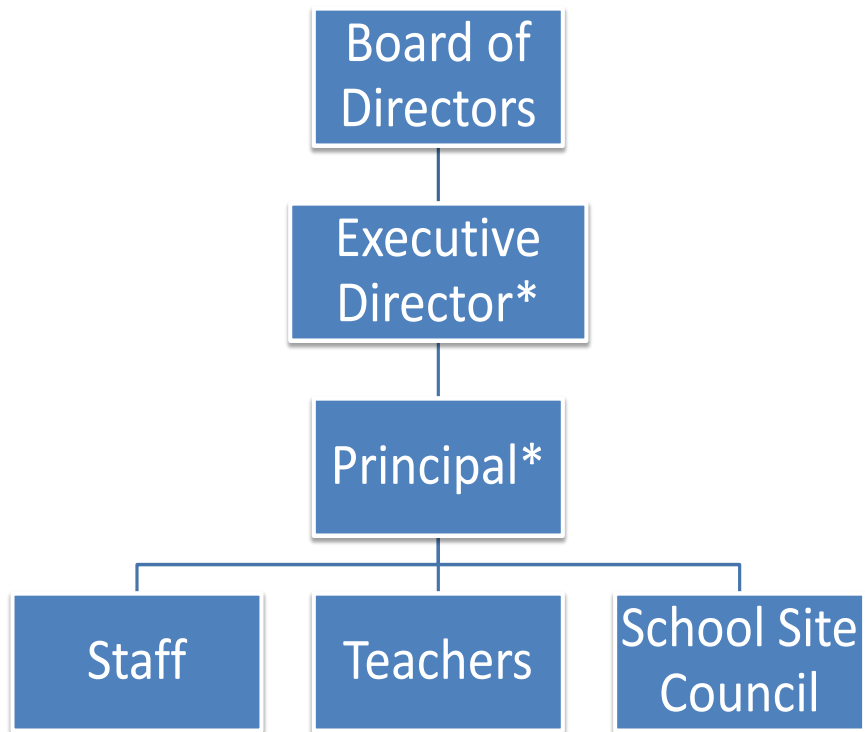 Board of
Directors
Executive
Director*
Principal*
Staff
Teachers
School Site
Council